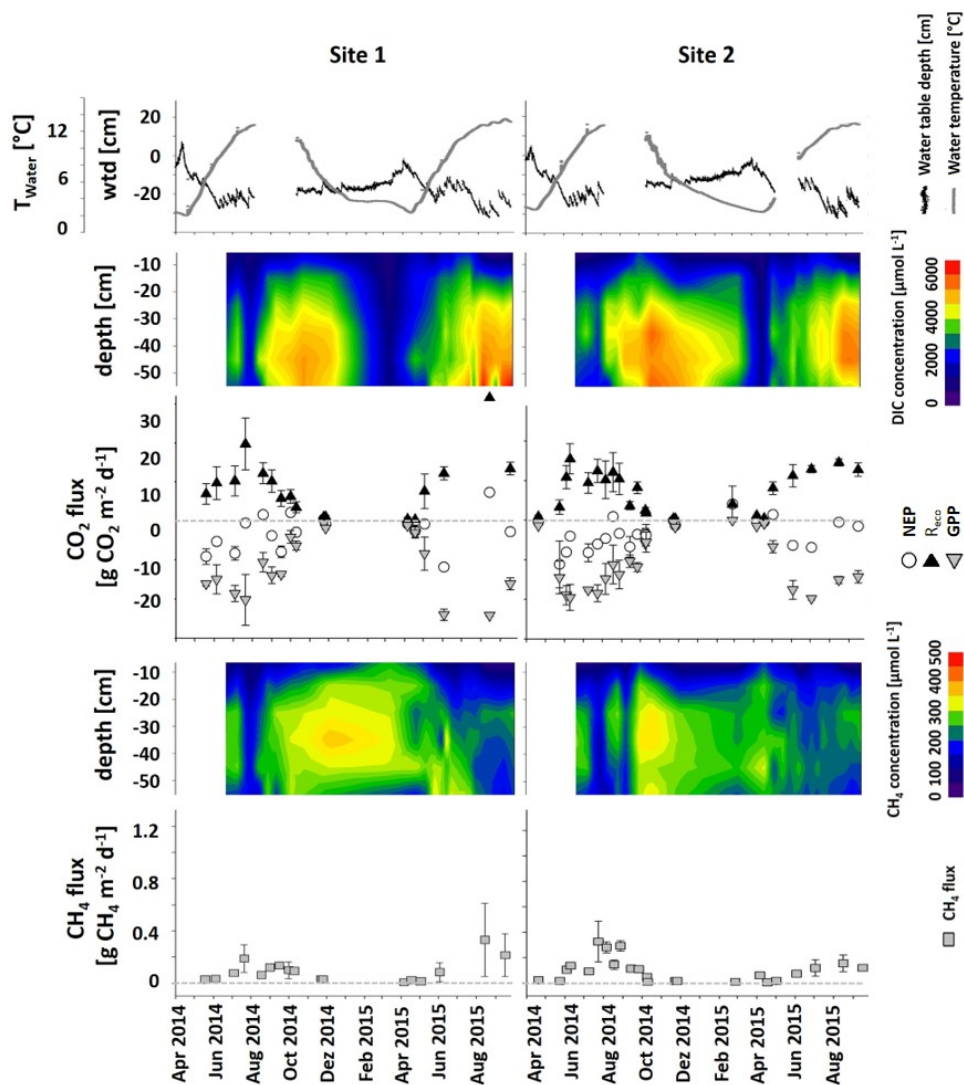 Site 1
Site 2
T_Water [°C]
12
6
2
0
wtd [cm]
20
0
-20
Water table depth [cm]
Water temperature [°C]
depth [cm]
-10
-20
-30
-40
-50
DIC concentration [µmol L⁻¹]
0
2000
4000
6000
CO₂ flux
[g CO₂ m⁻² d⁻¹]
30
20
10
0
-10
-20
NEP
R_eco
GPP
depth [cm]
-10
-20
-30
-40
-50
CH₄ concentration [µmol L⁻¹]
0 100 200 300 400 500
CH₄ flux
[g CH₄ m⁻² d⁻¹]
1.2
0.8
0.4
0
CH₄ flux
Apr 2014
Jun 2014
Aug 2014
Oct 2014
Dez 2014
Feb 2015
Apr 2015
Jun 2015
Aug 2015
Apr 2014
Jun 2014
Aug 2014
Oct 2014
Dez 2014
Feb 2015
Apr 2015
Jun 2015
Aug 2015